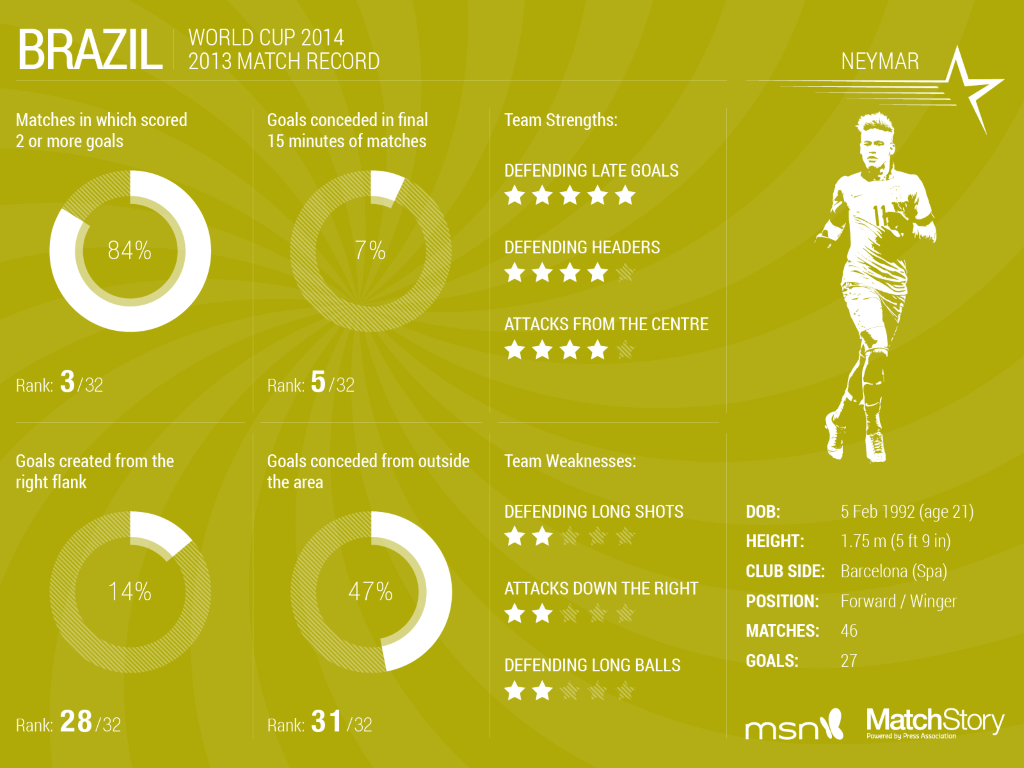 BRAZIL
WORLD CUP 2014
2013 MATCH RECORD
NEYMAR
Matches in which scored
2 or more goals
84%
Rank: 3/32
Goals conceded in final
15 minutes of matches
7%
Rank: 5/32
Team Strengths:
DEFENDING LATE GOALS
DEFENDING HEADERS
ATTACKS FROM THE CENTRE
11
Goals created from the
right flank
14%
Rank: 28/32
Goals conceded from outside
the area
47%
Rank: 31/32
Team Weaknesses:
DEFENDING LONG SHOTS
ATTACKS DOWN THE RIGHT
DEFENDING LONG BALLS
DOB: 5 Feb 1992 (age 21)
HEIGHT: 1.75 m (5 ft 9 in)
CLUB SIDE: Barcelona (Spa)
POSITION: Forward / Winger
MATCHES: 46
GOALS: 27
msn
MatchStory
Powered by Press Association